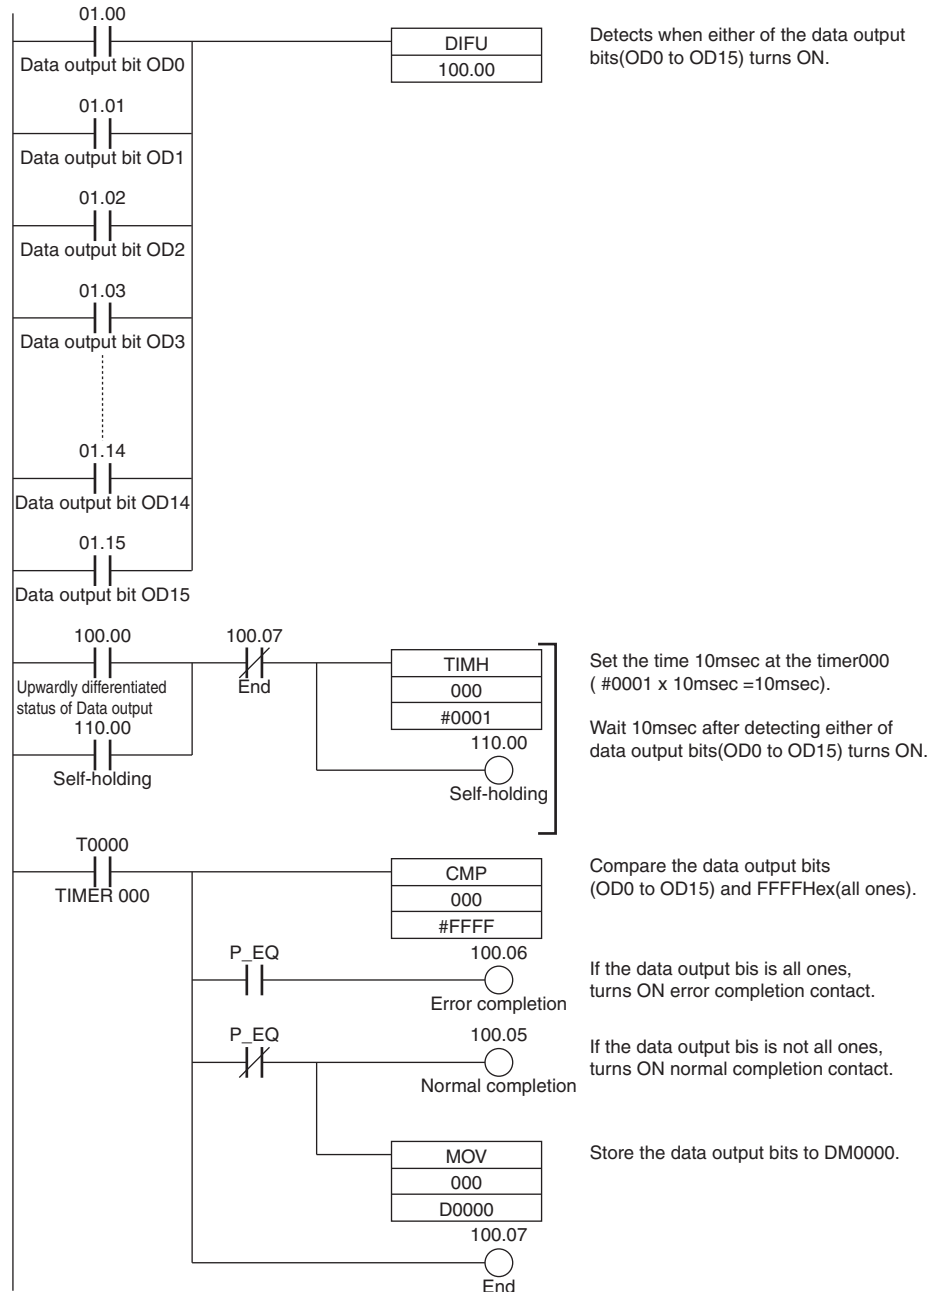 01.00
Data output bit OD0
DIFU
100.00
Detects when either of the data output
bits(OD0 to OD15) turns ON.
01.01
Data output bit OD1
01.02
Data output bit OD2
01.03
Data output bit OD3
01.14
Data output bit OD14
01.15
Data output bit OD15
100.00
Upwardly differentiated
status of Data output
110.00
Self-holding
100.07
End
TIMH
000
#0001
110.00
Self-holding
Set the time 10msec at the timer000
( #0001 x 10msec =10msec).
Wait 10msec after detecting either of
data output bits(OD0 to OD15) turns ON.
T0000
TIMER 000
CMP
000
#FFFF
Compare the data output bits
(OD0 to OD15) and FFFFHex(all ones).
P_EQ
100.06
Error completion
If the data output bis is all ones,
turns ON error completion contact.
P_EQ
100.05
Normal completion
If the data output bis is not all ones,
turns ON normal completion contact.
MOV
000
D0000
Store the data output bits to DM0000.
100.07
End